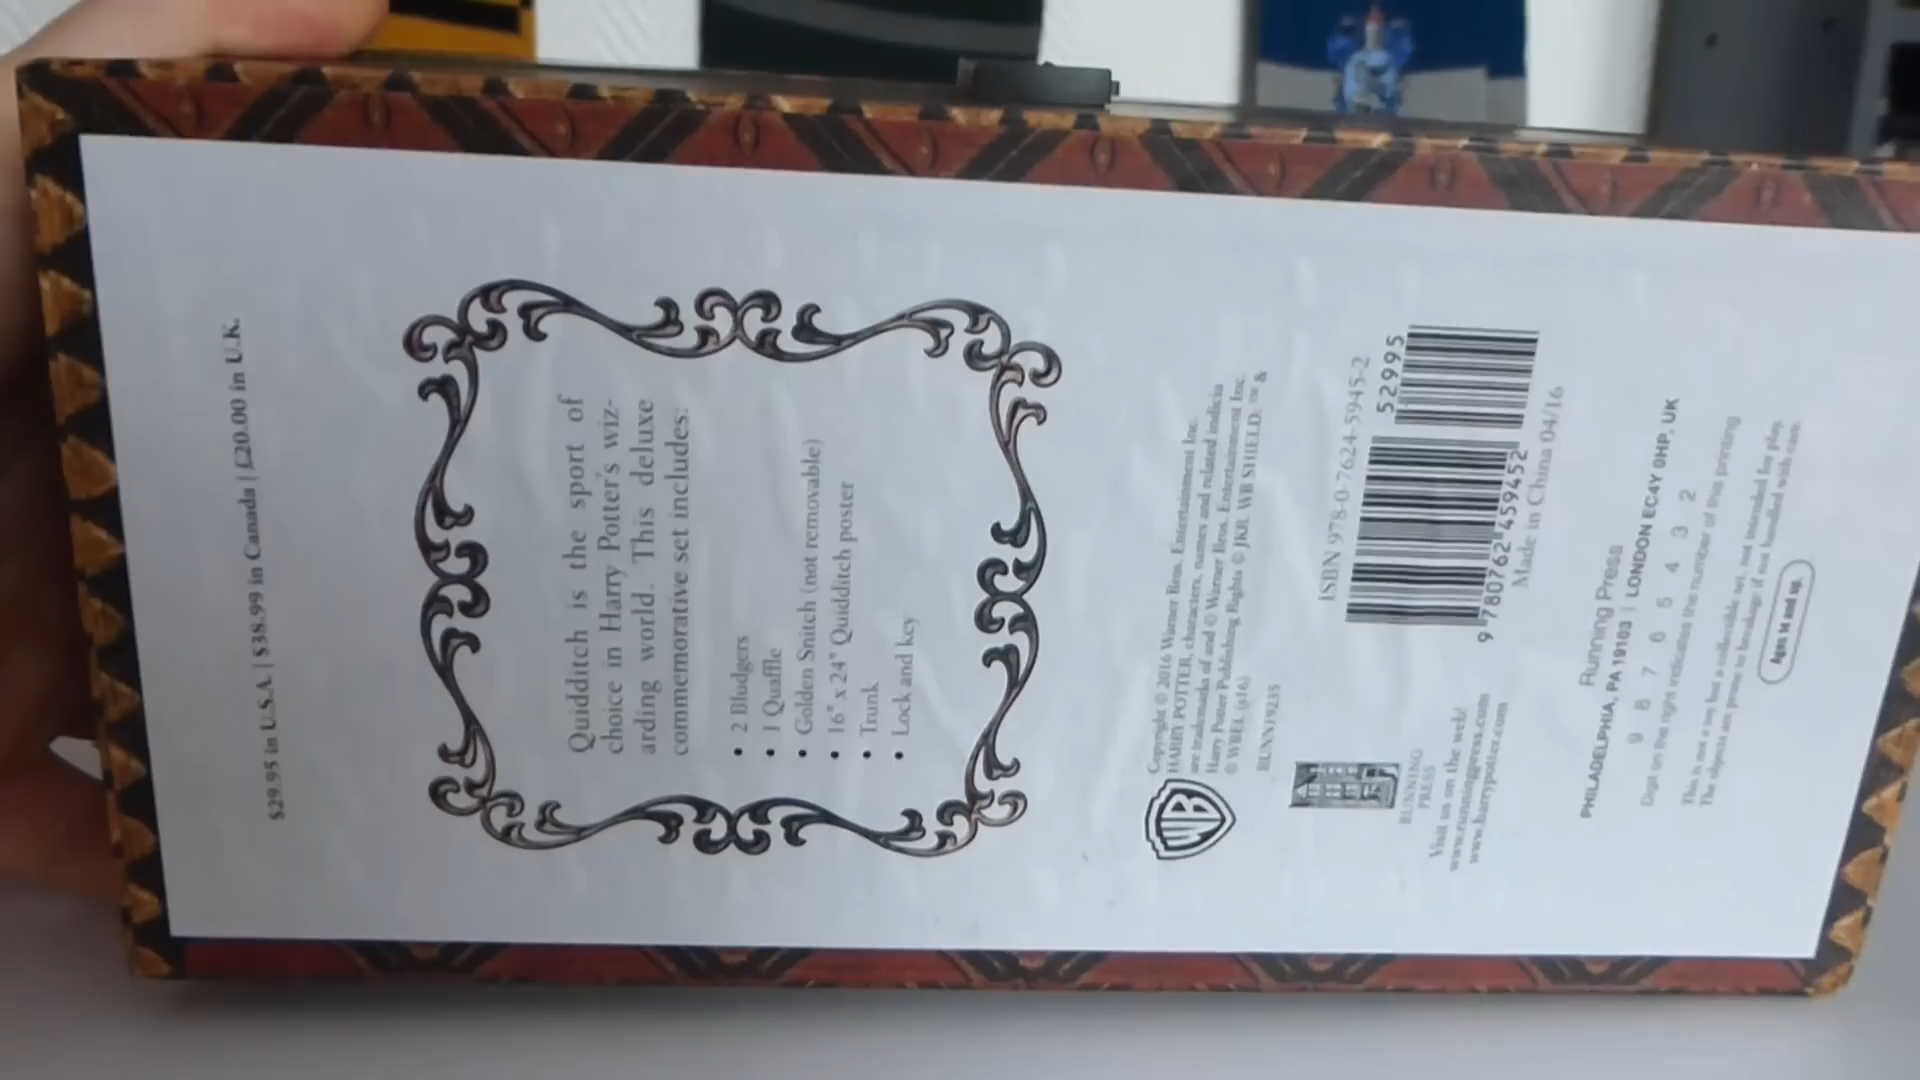 $29.95 in U.S.A. | $38.99 in Canada | £20.00 in U.K.
Quidditch is the sport of
choice in Harry Potter's wiz-
arding world. This deluxe
commemorative set includes:
• 2 Bludgers
• 1 Quaffle
• Golden Snitch (not removable)
• 16" x 24" Quidditch poster
• Trunk
• Lock and key
WB
Copyright © 2016 Warner Bros. Entertainment Inc.
HARRY POTTER, characters, names and related indicia
are trademarks of and © Warner Bros. Entertainment Inc.
Harry Potter Publishing Rights © JKR. WB SHIELD: ™ &
© WBEI. (s16)
RUNN19235
RUNNING
PRESS
ISBN 978-0-7624-5945-2
52995
9 780762 459452
Made in China 04/16
Visit us on the web!
www.runningpress.com
www.harrypotter.com
Running Press
PHILADELPHIA, PA 19103 | LONDON EC4Y 0HP, UK
9 8 7 6 5 4 3 2
Digit on the right indicates the number of this printing
This is not a toy but a collectible set, not intended for play.
The objects are prone to breakage if not handled with care.
Ages 14 and up.